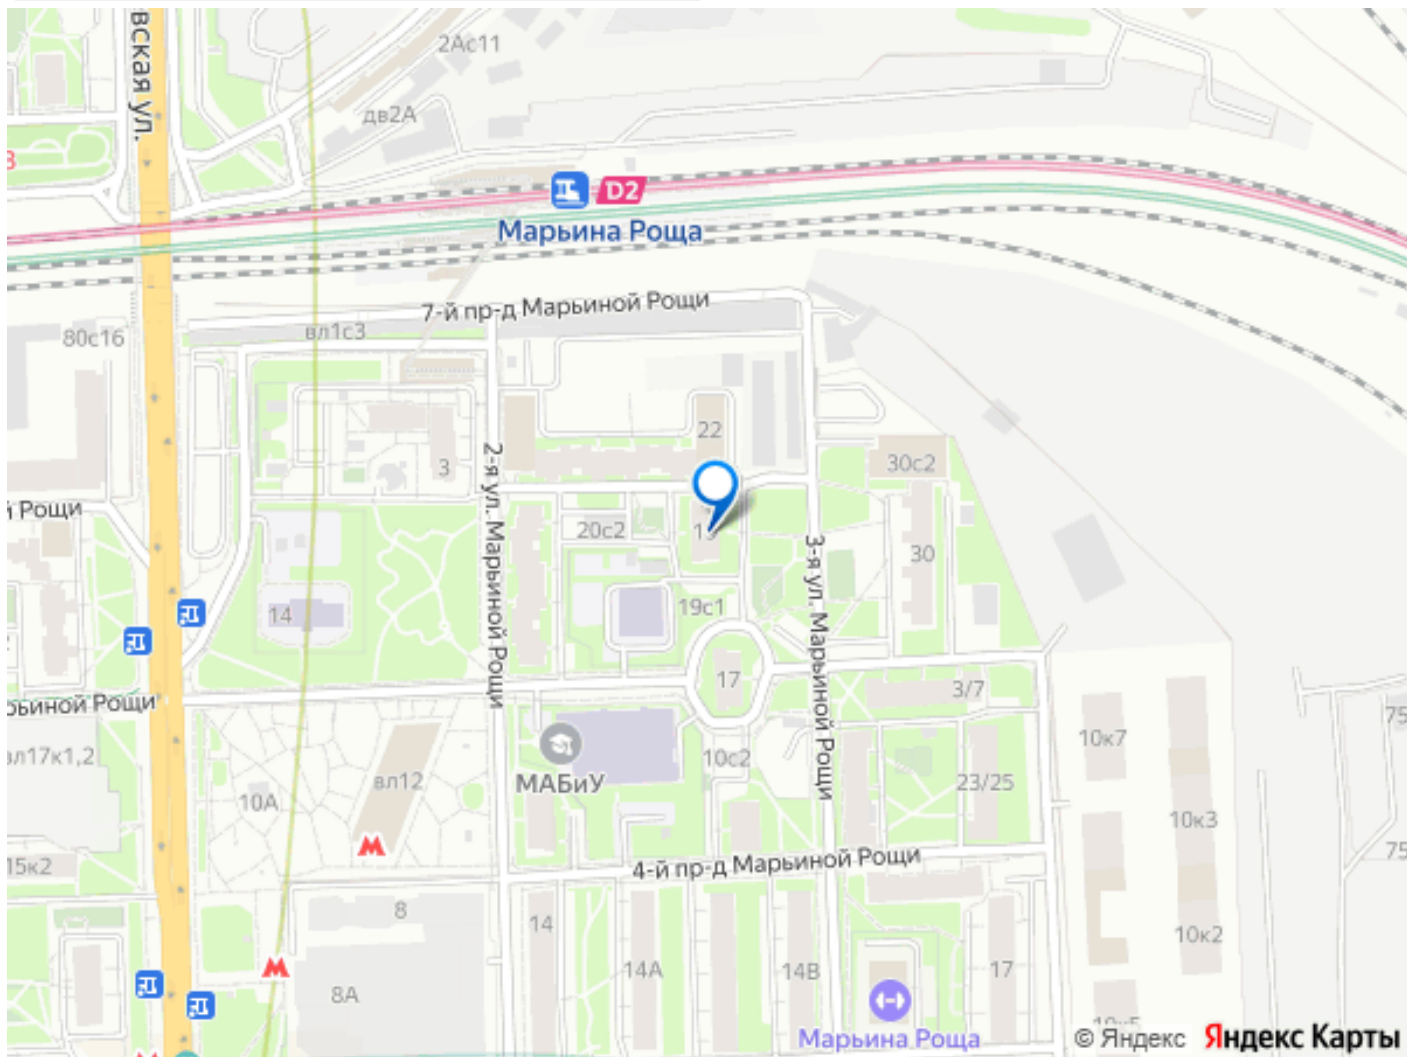 вская ул.
2Ас11
дв2А
D2
Марьина Роща
7-й пр-д Марьиной Рощи
80с16
вл1с3
22
3
2-я ул. Марьиной Рощи
30с2
й Рощи
20с2
30
3-я ул. Марьиной Рощи
19с1
14
17
3/7
рьиной Рощи
10с2
10к7
75
вл17к1,2
МАБиУ
вл12
10А
23/25
10к3
15к2
4-й пр-д Марьиной Рощи
75
8
14
10к2
14А
14В
17
8А
Марьина Роща
10к5
© Яндекс Яндекс Карты